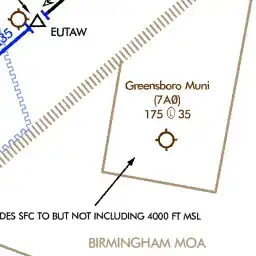 EUTAW
35
Greensboro Muni
(7AØ)
175 Ⓛ 35
DES SFC TO BUT NOT INCLUDING 4000 FT MSL
BIRMINGHAM MOA